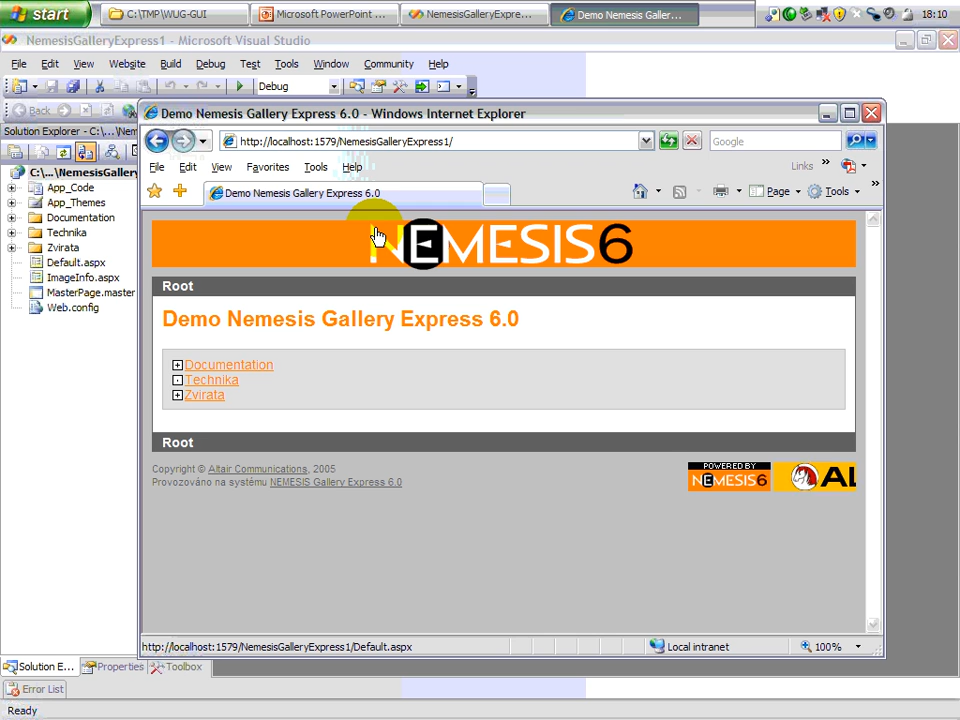 start
C:\TMP\WUG-GUI
Microsoft PowerPoint ...
NemesisGalleryExpre...
Demo Nemesis Galler...
18:10
NemesisGalleryExpress1 - Microsoft Visual Studio
File Edit View Website Build Debug Test Tools Window Community Help
Debug
Back
Solution Explorer - C:\...\Nem
C:\...\NemesisGallery
App_Code
App_Themes
Documentation
Technika
Zvirata
Default.aspx
ImageInfo.aspx
MasterPage.master
Web.config
Solution E... Properties Toolbox
Error List
Ready
Demo Nemesis Gallery Express 6.0 - Windows Internet Explorer
http://localhost:1579/NemesisGalleryExpress1/
Google
File Edit View Favorites Tools Help
Links »
Demo Nemesis Gallery Express 6.0
Page Tools »
NEMESIS6
Root
Demo Nemesis Gallery Express 6.0
Documentation
Technika
Zvirata
Root
Copyright © Altair Communications, 2005
Provozováno na systému NEMESIS Gallery Express 6.0
POWERED BY
NEMESIS6
AL
http://localhost:1579/NemesisGalleryExpress1/Default.aspx
Local intranet
100%